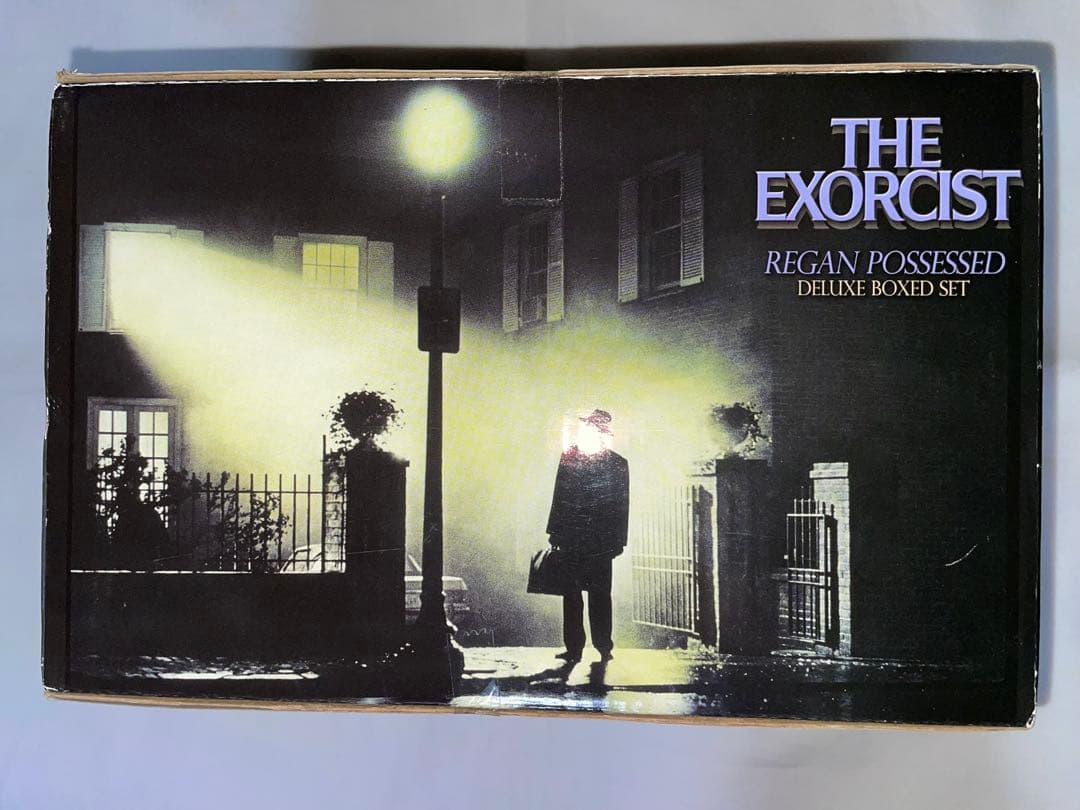 THE
EXORCIST
REGAN POSSESSED
DELUXE BOXED SET